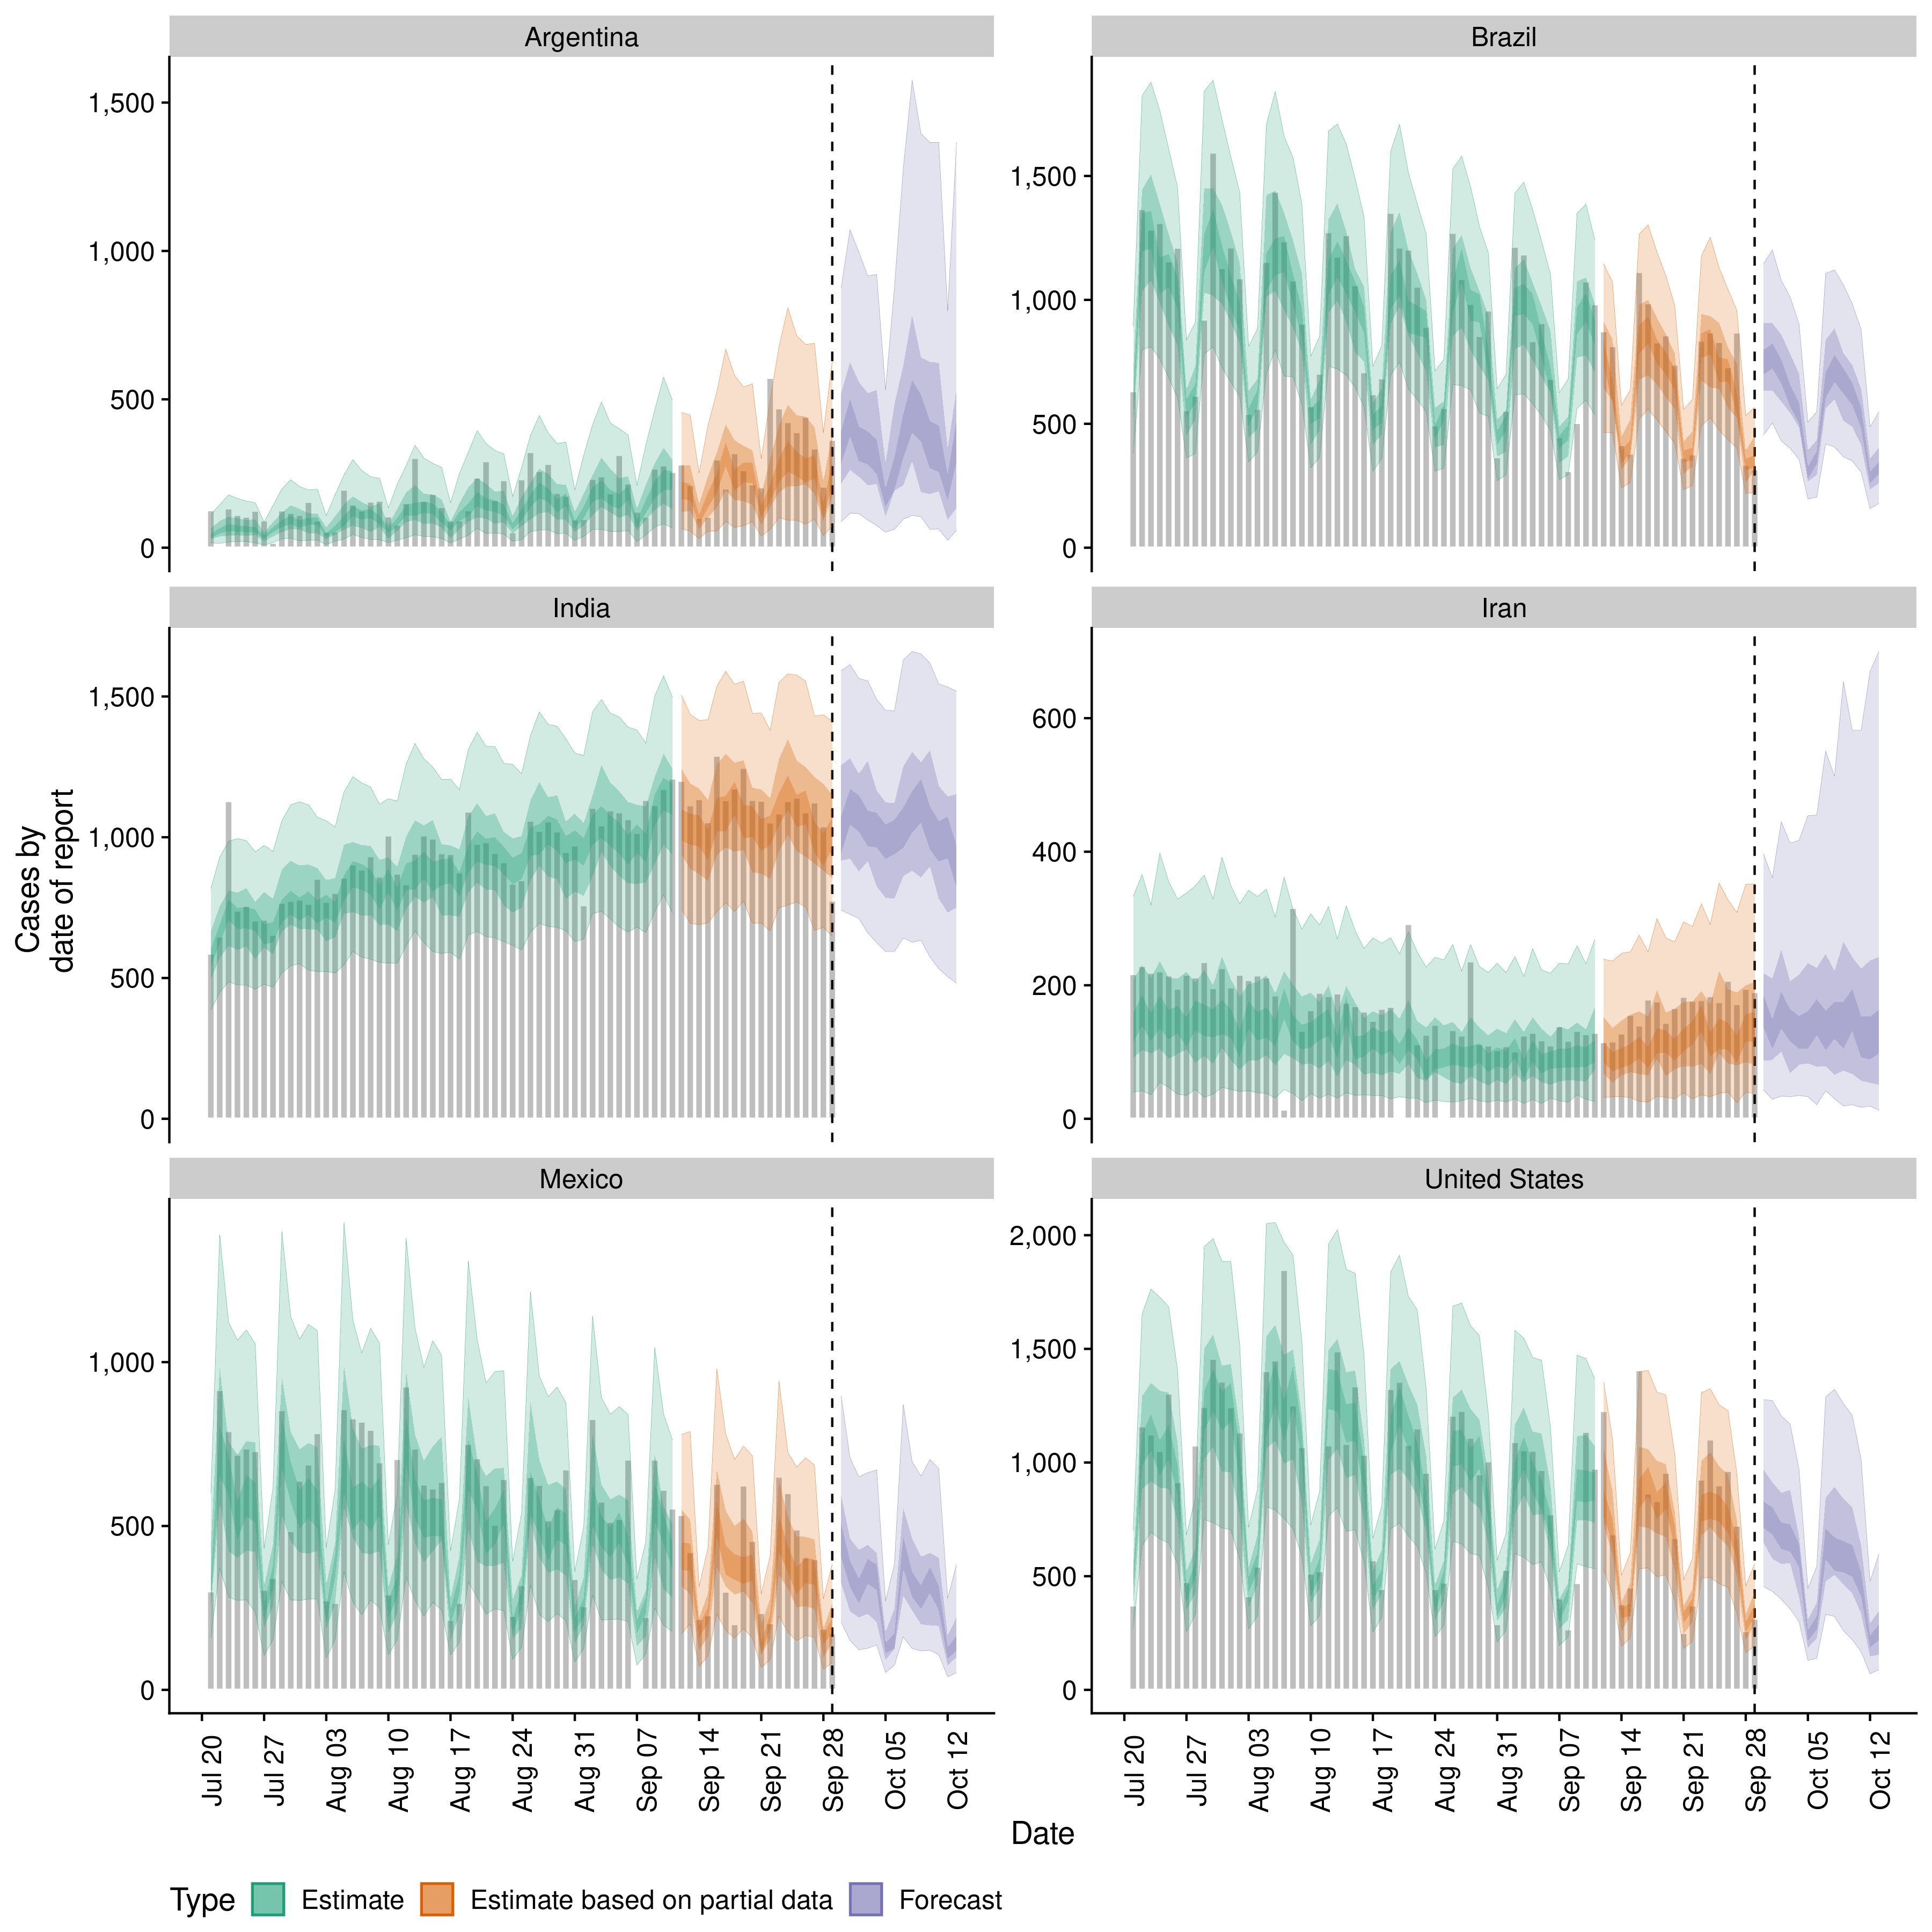 Argentina
Brazil
1,500
1,000
500
0
1,500
1,000
500
0
India
Iran
Cases by
date of report
1,500
1,000
500
0
600
400
200
0
Mexico
United States
1,000
500
0
2,000
1,500
1,000
500
0
Jul 20
Jul 27
Aug 03
Aug 10
Aug 17
Aug 24
Aug 31
Sep 07
Sep 14
Sep 21
Sep 28
Oct 05
Oct 12
Jul 20
Jul 27
Aug 03
Aug 10
Aug 17
Aug 24
Aug 31
Sep 07
Sep 14
Sep 21
Sep 28
Oct 05
Oct 12
Date
Type Estimate Estimate based on partial data Forecast